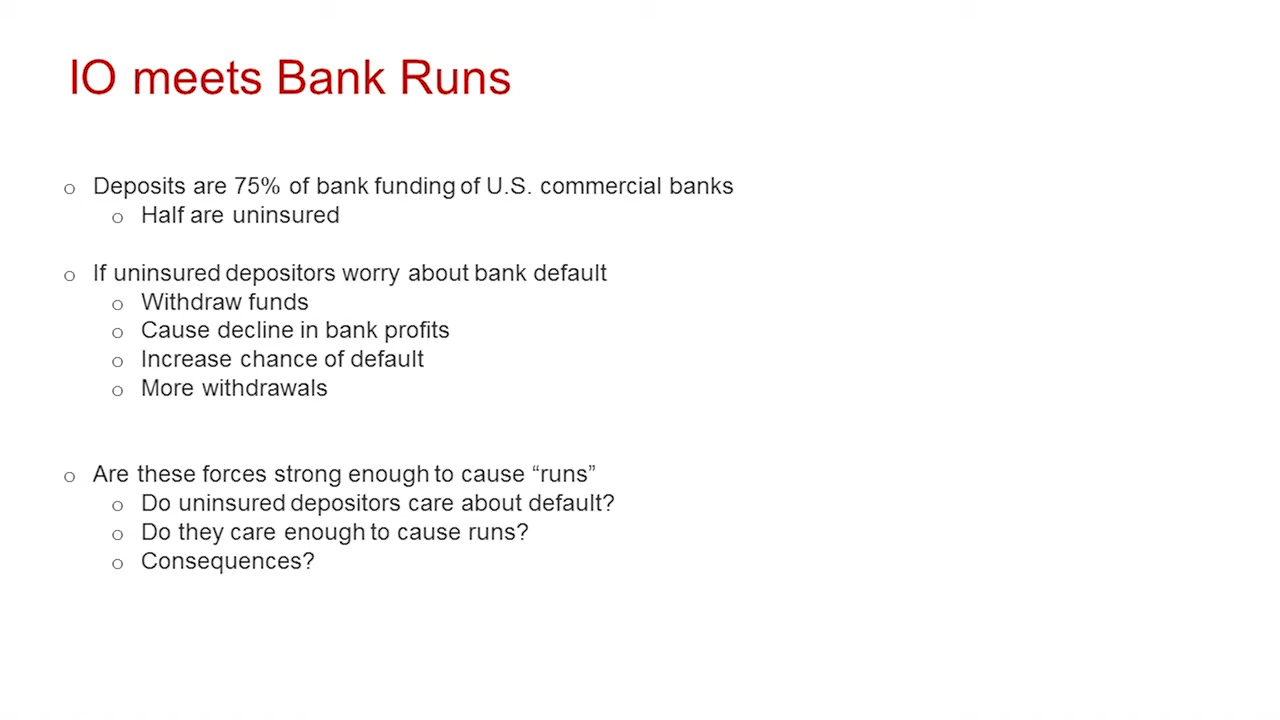 IO meets Bank Runs
o Deposits are 75% of bank funding of U.S. commercial banks
o Half are uninsured
o If uninsured depositors worry about bank default
o Withdraw funds
o Cause decline in bank profits
o Increase chance of default
o More withdrawals
o Are these forces strong enough to cause “runs”
o Do uninsured depositors care about default?
o Do they care enough to cause runs?
o Consequences?